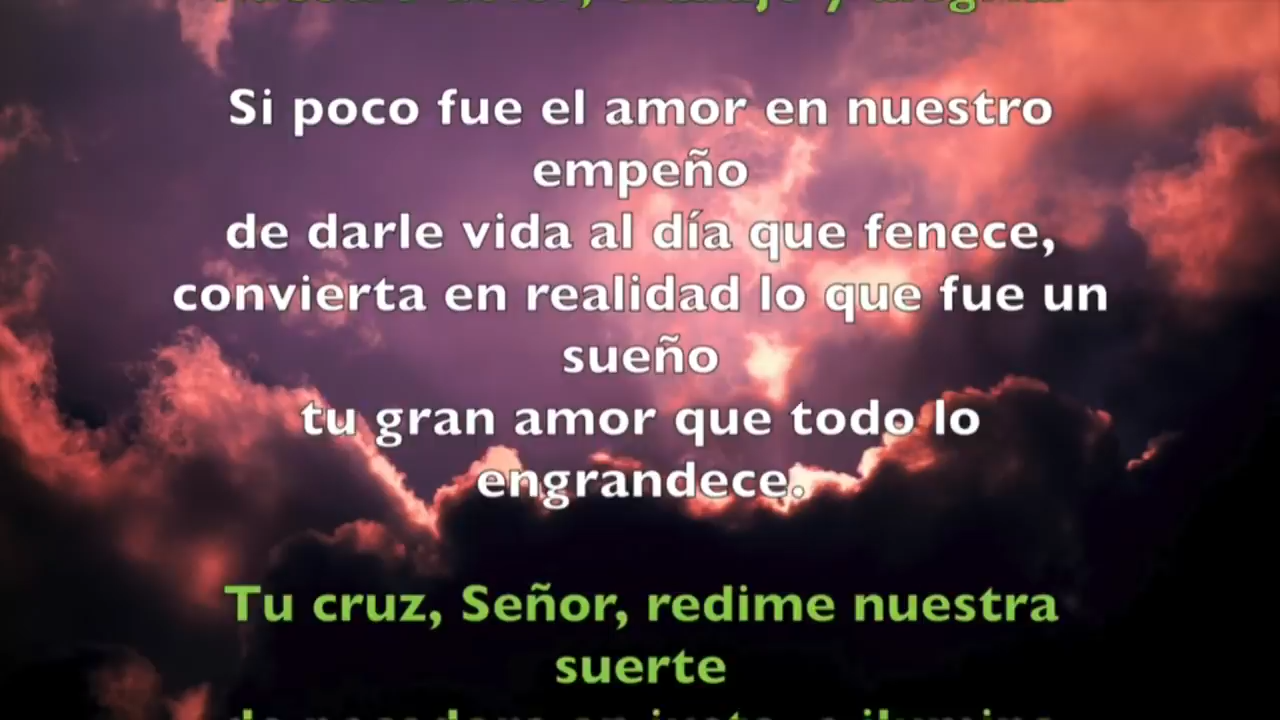 Si poco fue el amor en nuestro
empeño
de darle vida al día que fenece,
convierta en realidad lo que fue un
sueño
tu gran amor que todo lo
engrandece.
Tu cruz, Señor, redime nuestra
suerte